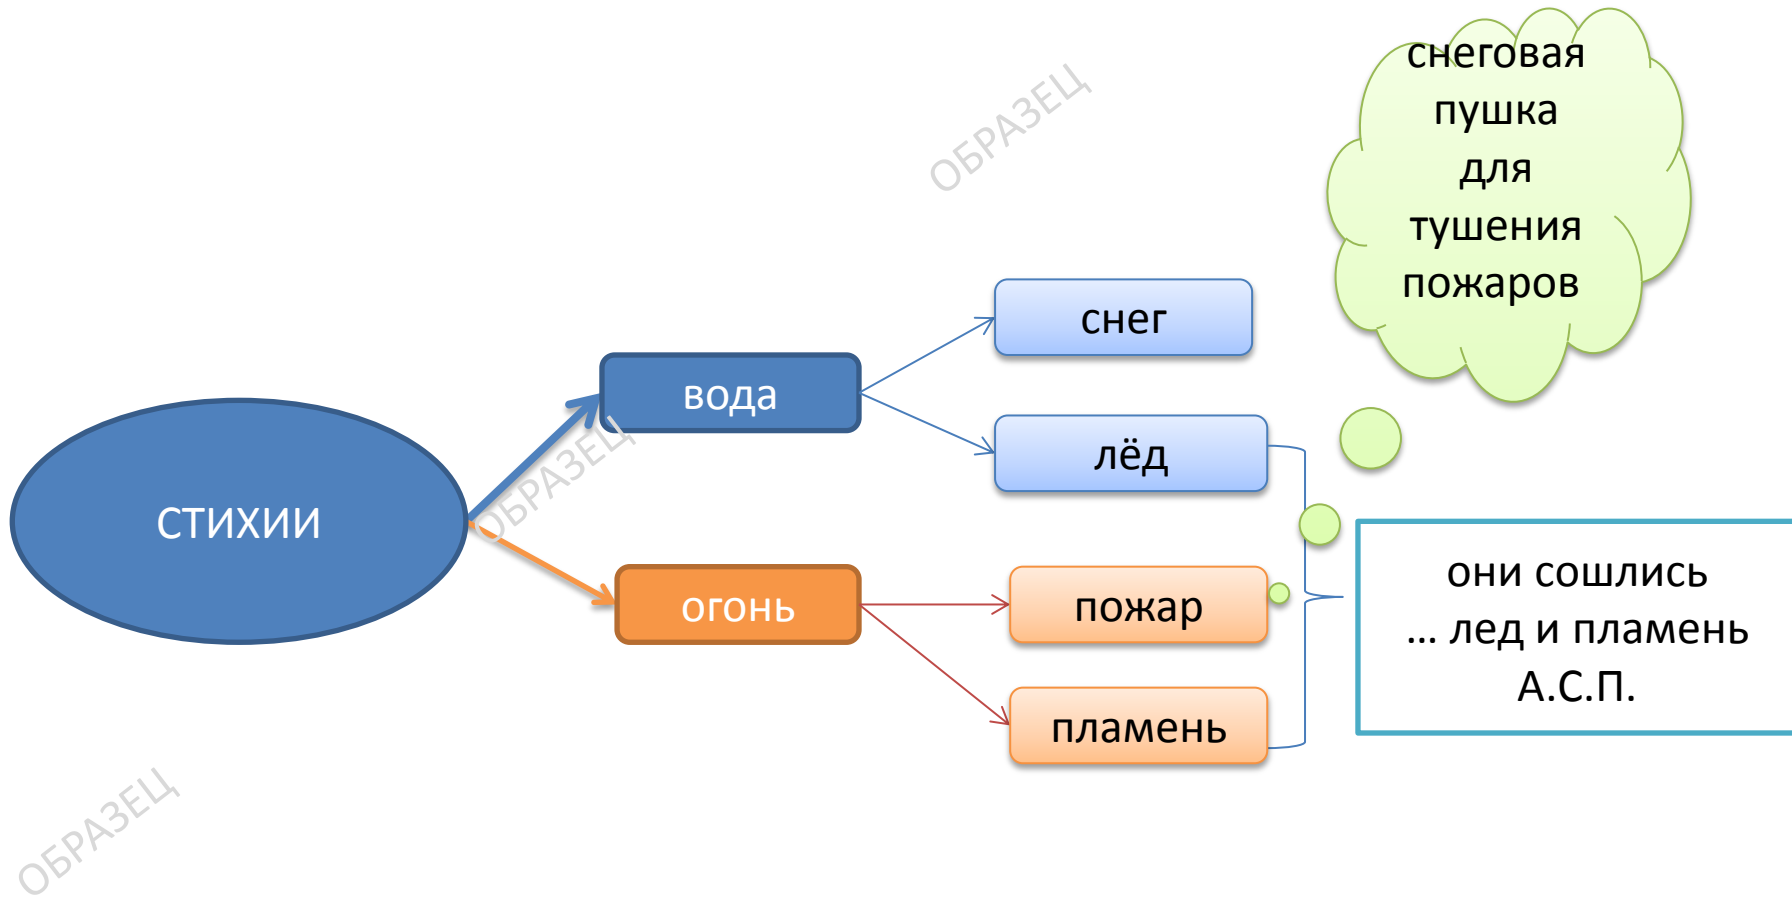 снеговая
пушка
для
тушения
пожаров
ОБРАЗЕЦ
снег
вода
лёд
ОБРАЗЕЦ
СТИХИИ
огонь
пожар
пламень
они сошлись
... лед и пламень
А.С.П.
ОБРАЗЕЦ